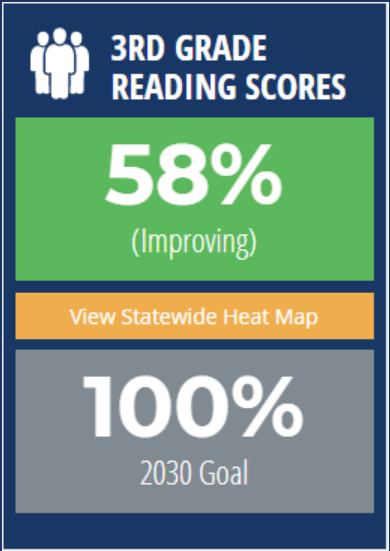 3RD GRADE
READING SCORES
58%
(Improving)
View Statewide Heat Map
100%
2030 Goal